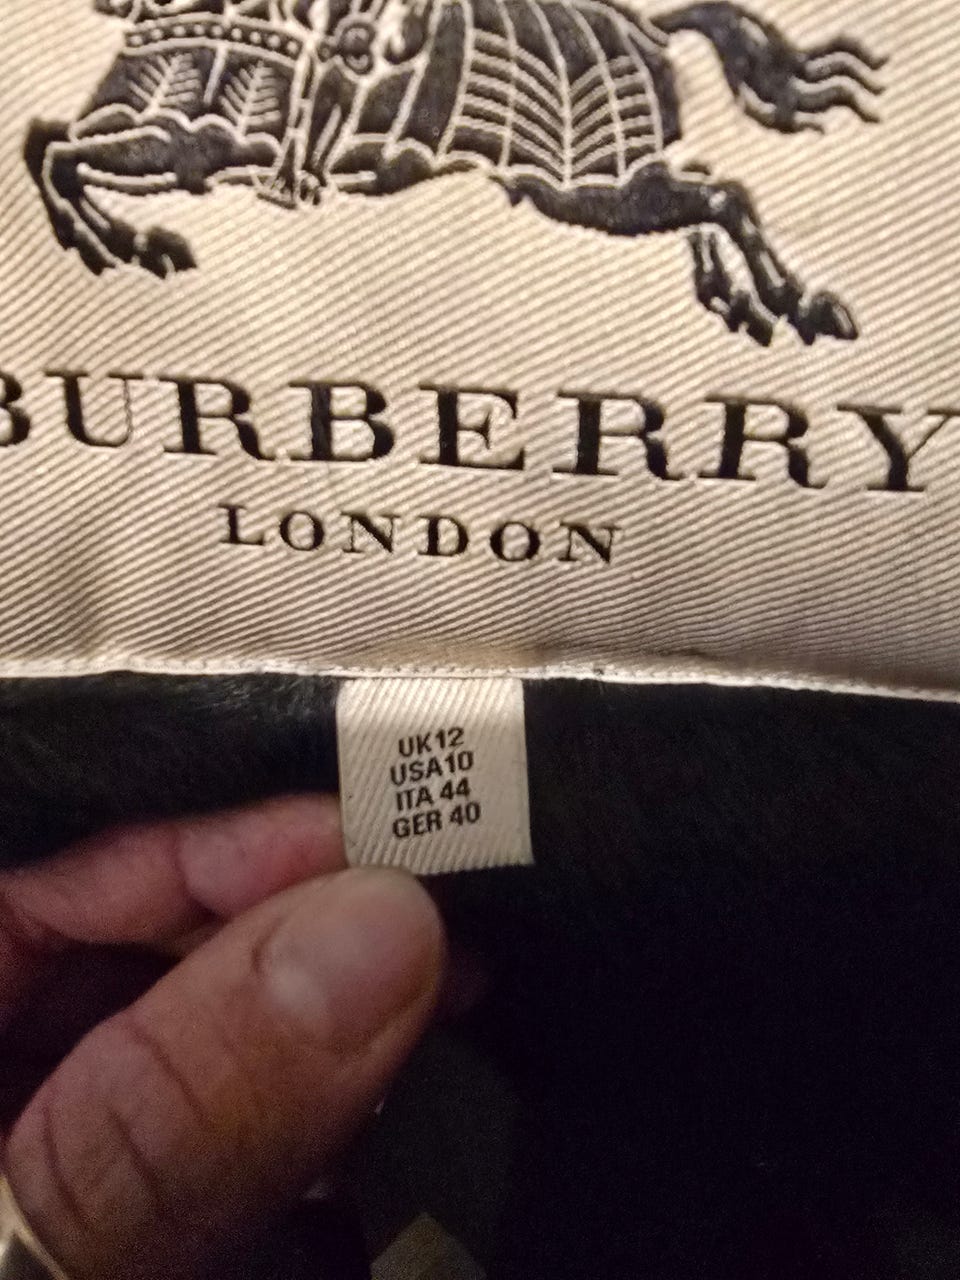 BURBERRY
LONDON
UK12
USA10
ITA 44
GER 40